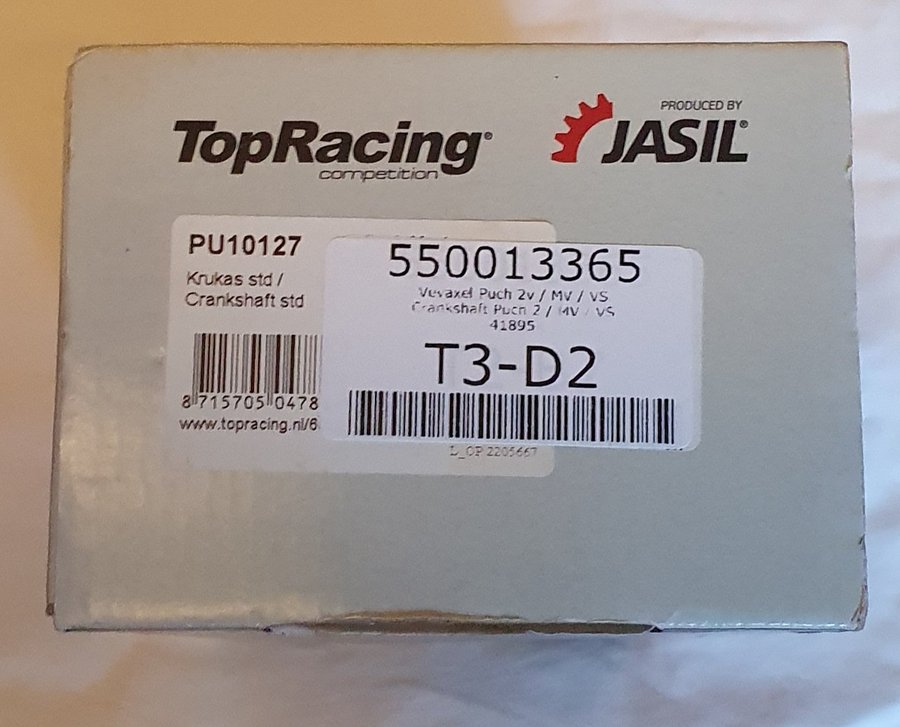 TopRacing®
competition
PRODUCED BY
JASIL®
PU10127
Krukas std /
Crankshaft std
8 715705 0478
www.topracing.nl/6
550013365
Vevaxel Puch 2v / MV / VS
Crankshaft Puch 2 / MV / VS
41895
T3-D2
L_OP 2205667